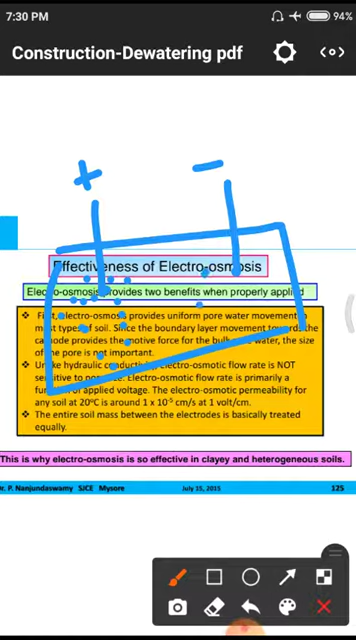 7:30 PM
94%
Construction-Dewatering pdf
+ −
Effectiveness of Electro-osmosis
Electro-osmosis provides two benefits when properly applied
First, electro-osmosis provides uniform pore water movement in
most types of soil. Since the boundary layer movement towards the
cathode provides the motive force for the bulk pore water, the size
of the pore is not important.
Unlike hydraulic conductivity, electro-osmotic flow rate is NOT
sensitive to pore size. Electro-osmotic flow rate is primarily a
function of applied voltage. The electro-osmotic permeability for
any soil at 20⁰C is around 1 x 10⁻⁵ cm/s at 1 volt/cm.
The entire soil mass between the electrodes is basically treated
equally.
This is why electro-osmosis is so effective in clayey and heterogeneous soils.
Dr. P. Nanjundaswamy SJCE Mysore July 15, 2015 125